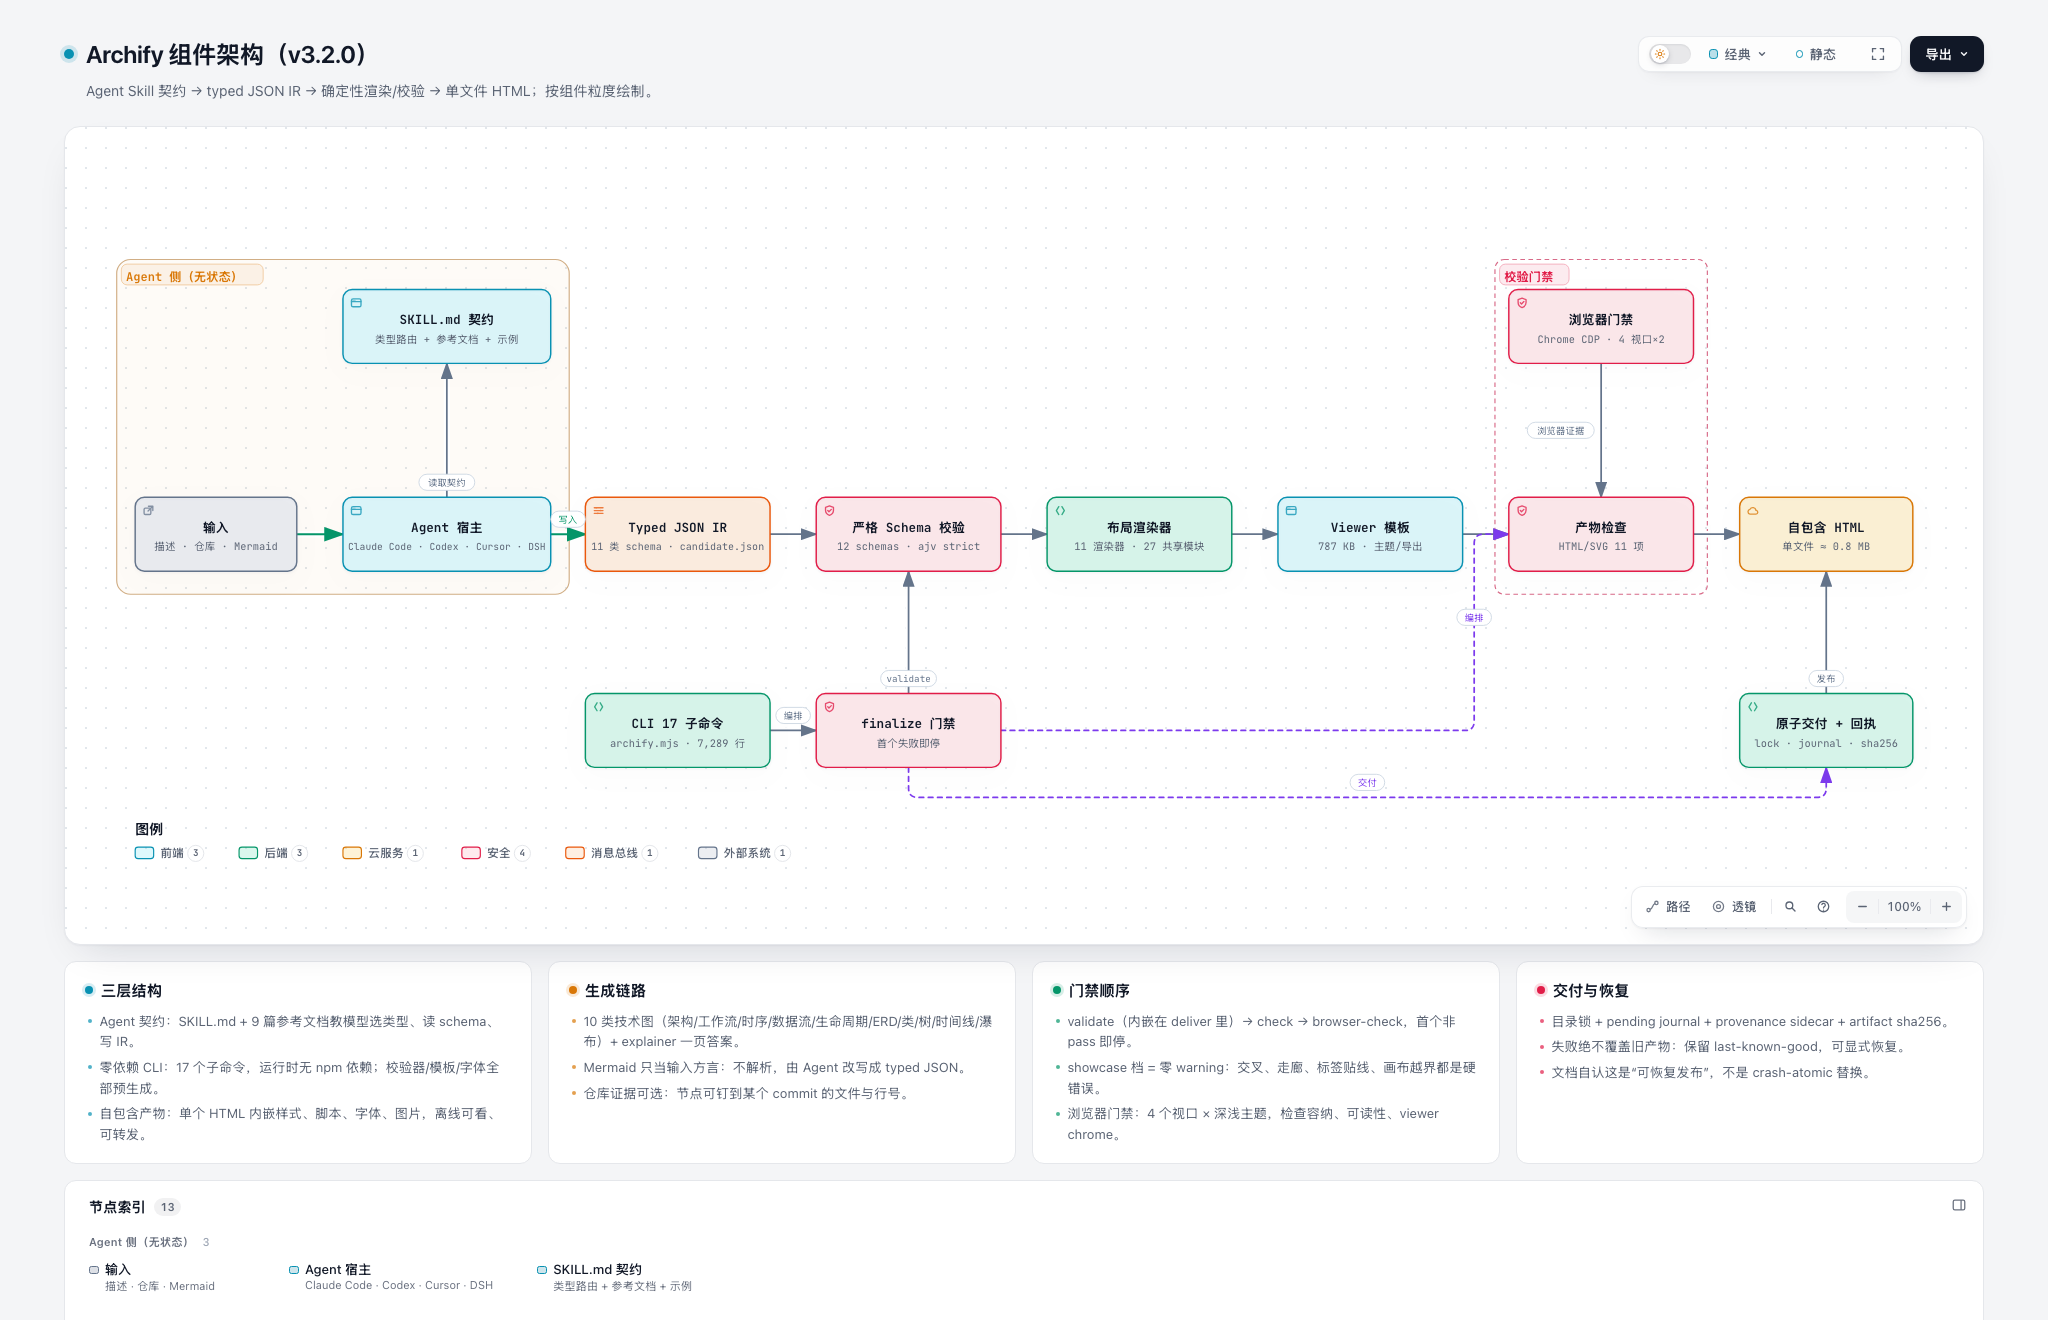 Archify 组件架构（v3.2.0）
经典
静态
导出
Agent Skill 契约 → typed JSON IR → 确定性渲染/校验 → 单文件 HTML；按组件粒度绘制。
Agent 侧（无状态）
校验门禁
SKILL.md 契约
类型路由 + 参考文档 + 示例
浏览器门禁
Chrome CDP · 4 视口×2
浏览器证据
读取契约
写入
输入
描述 · 仓库 · Mermaid
Agent 宿主
Claude Code · Codex · Cursor · DSH
Typed JSON IR
11 类 schema · candidate.json
严格 Schema 校验
12 schemas · ajv strict
布局渲染器
11 渲染器 · 27 共享模块
Viewer 模板
787 KB · 主题/导出
产物检查
HTML/SVG 11 项
自包含 HTML
单文件 ≈ 0.8 MB
编排
validate
发布
CLI 17 子命令
archify.mjs · 7,289 行
编排
finalize 门禁
首个失败即停
原子交付 + 回执
lock · journal · sha256
交付
图例
前端 3
后端 3
云服务 1
安全 4
消息总线 1
外部系统 1
路径
透镜
100%
三层结构
Agent 契约：SKILL.md + 9 篇参考文档教模型选类型、读 schema、
写 IR。
零依赖 CLI：17 个子命令，运行时无 npm 依赖；校验器/模板/字体全
部预生成。
自包含产物：单个 HTML 内嵌样式、脚本、字体、图片，离线可看、
可转发。
生成链路
10 类技术图（架构/工作流/时序/数据流/生命周期/ERD/类/树/时间线/瀑
布）+ explainer 一页答案。
Mermaid 只当输入方言：不解析，由 Agent 改写成 typed JSON。
仓库证据可选：节点可钉到某个 commit 的文件与行号。
门禁顺序
validate（内嵌在 deliver 里）→ check → browser-check，首个非
pass 即停。
showcase 档 = 零 warning：交叉、走廊、标签贴线、画布越界都是硬
错误。
浏览器门禁：4 个视口 × 深浅主题，检查容纳、可读性、viewer
chrome。
交付与恢复
目录锁 + pending journal + provenance sidecar + artifact sha256。
失败绝不覆盖旧产物：保留 last-known-good，可显式恢复。
文档自认这是“可恢复发布”，不是 crash-atomic 替换。
节点索引 13
Agent 侧（无状态） 3
输入
描述 · 仓库 · Mermaid
Agent 宿主
Claude Code · Codex · Cursor · DSH
SKILL.md 契约
类型路由 + 参考文档 + 示例